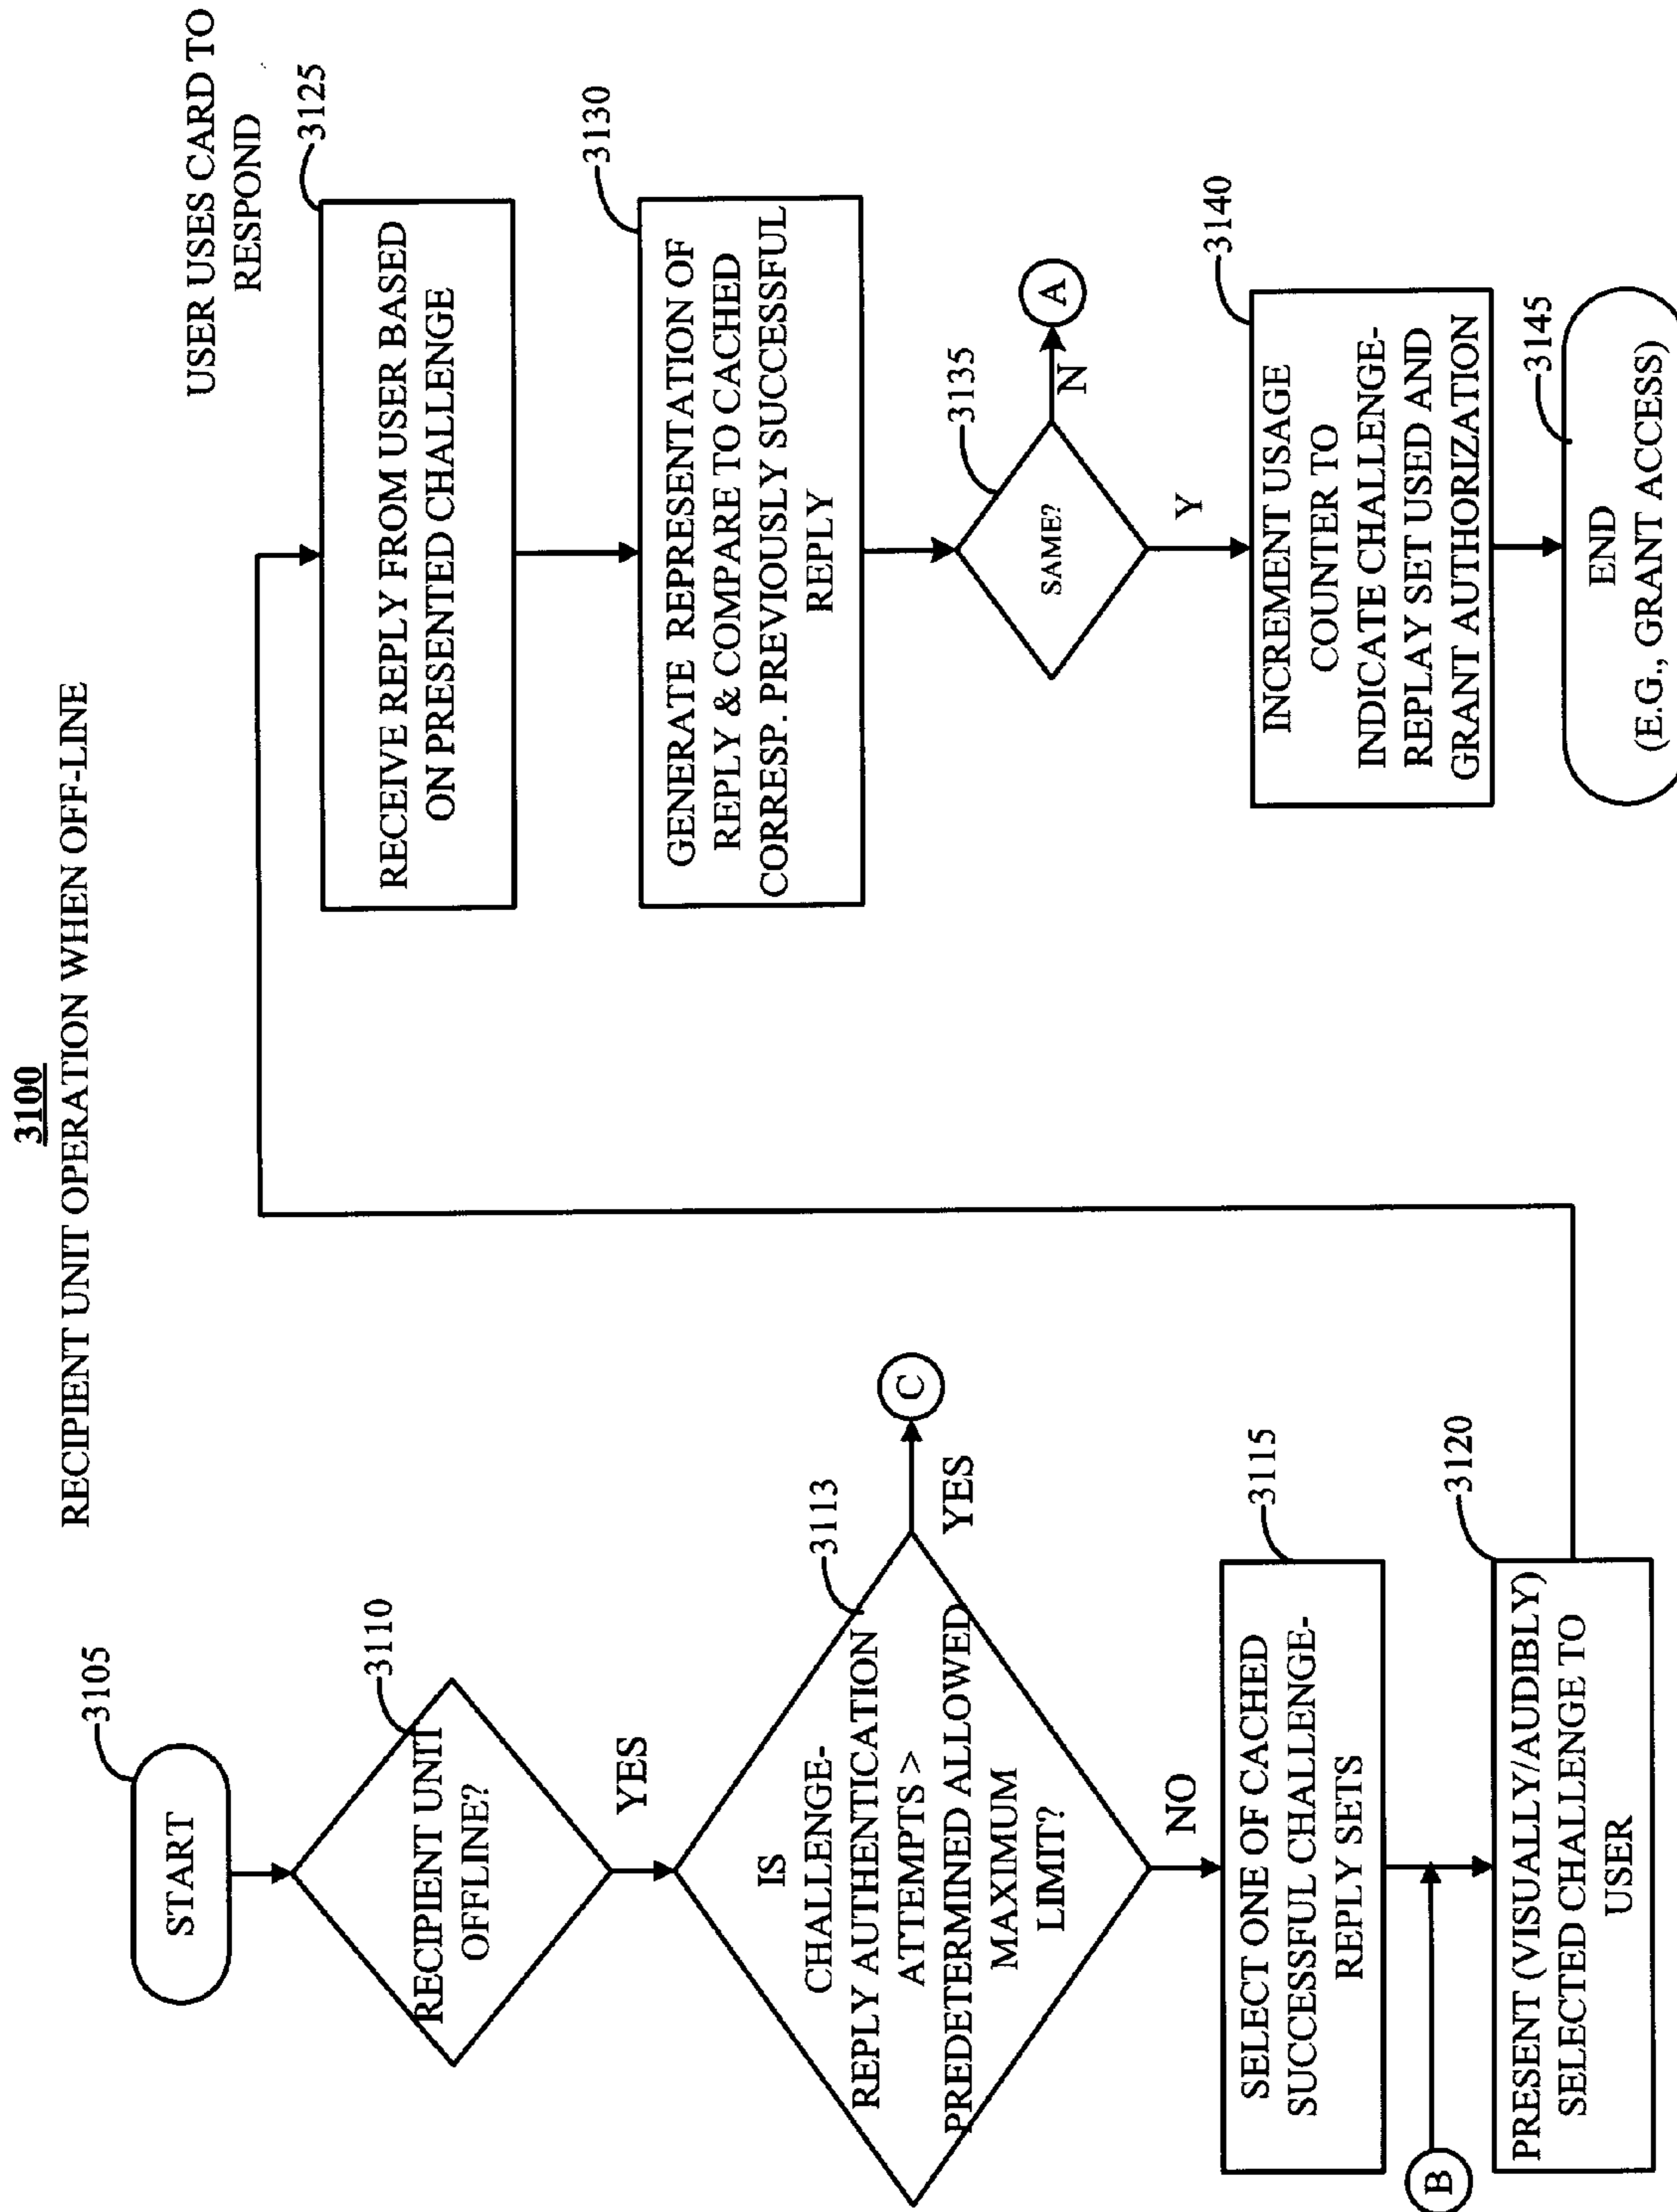 3100
RECIPIENT UNIT OPERATION WHEN OFF-LINE
3105
START
3110
RECIPIENT UNIT
OFFLINE?
YES
3113
IS
CHALLENGE-
REPLY AUTHENTICATION
ATTEMPTS >
PREDETERMINED ALLOWED
MAXIMUM
LIMIT?
YES
C
NO
3115
SELECT ONE OF CACHED
SUCCESSFUL CHALLENGE-
REPLY SETS
B
3120
PRESENT (VISUALLY/AUDIBLY)
SELECTED CHALLENGE TO
USER
USER USES CARD TO
RESPOND
3125
RECEIVE REPLY FROM USER BASED
ON PRESENTED CHALLENGE
3130
GENERATE REPRESENTATION OF
REPLY & COMPARE TO CACHED
CORRESP. PREVIOUSLY SUCCESSFUL
REPLY
3135
SAME?
N
A
Y
3140
INCREMENT USAGE
COUNTER TO
INDICATE CHALLENGE-
REPLAY SET USED AND
GRANT AUTHORIZATION
3145
END
(E.G., GRANT ACCESS)